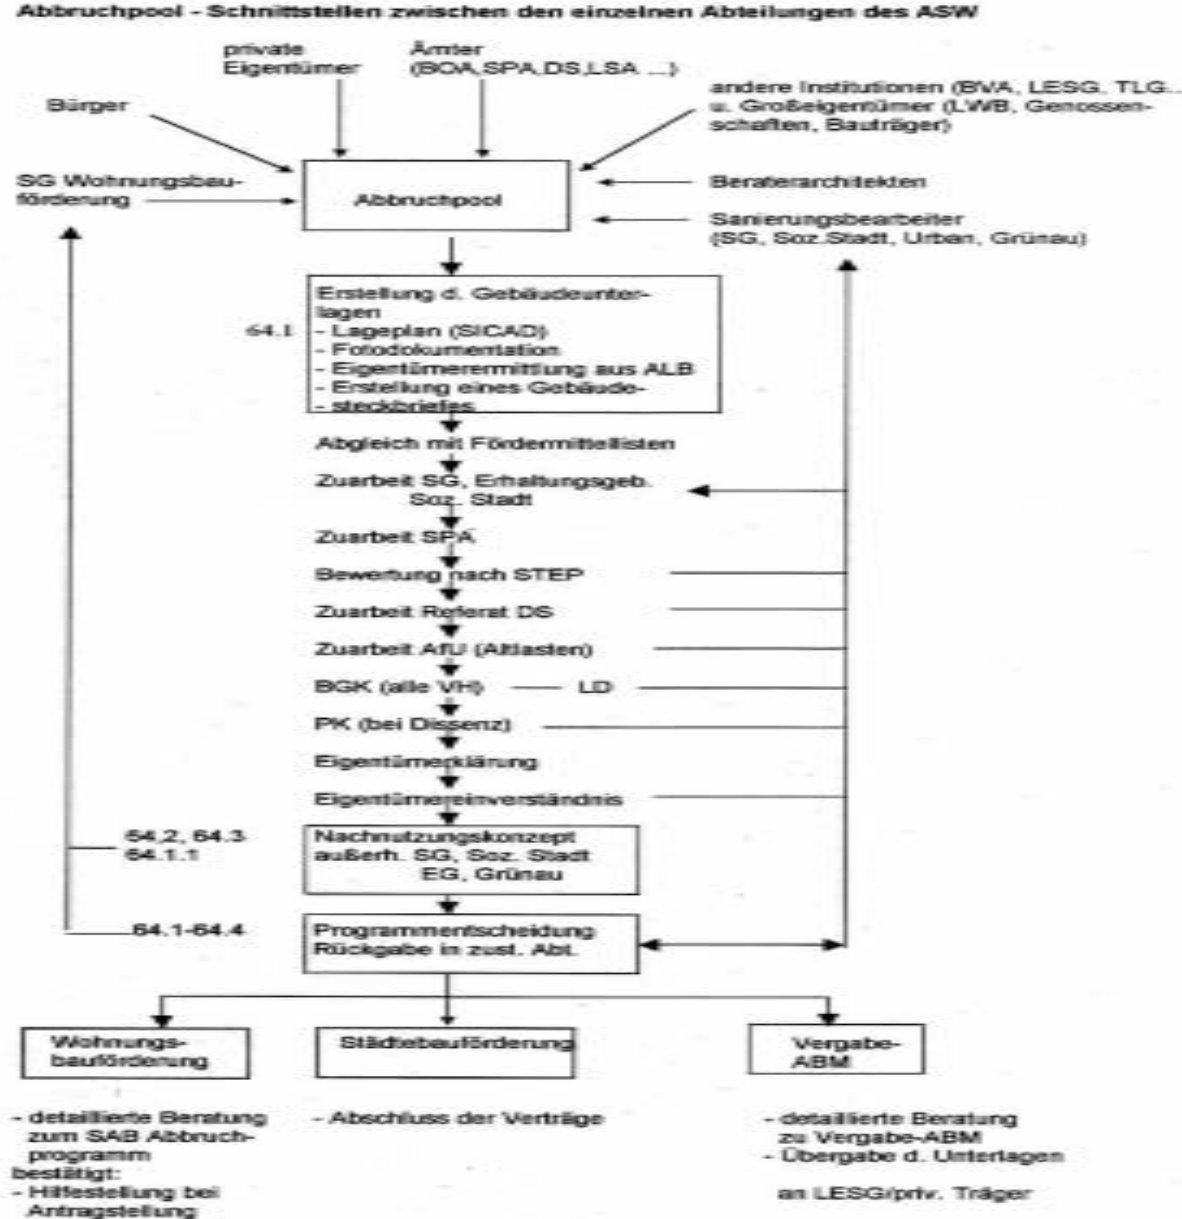 Abbruchpool - Schnittstellen zwischen den einzelnen Abteilungen des ASW
private
Eigentümer
Ämter
(BOA,SPA,DS,LSA ...)
andere Institutionen (BVA, LESG, TLG...
u. Großeigentümer (LWB, Genossen-
schaften, Bauträger)
Bürger
SG Wohnungsbau-
förderung
Abbruchpool
Beraterarchitekten
Sanierungsbearbeiter
(SG, Soz.Stadt, Urban, Grünau)
64.1
Erstellung d. Gebäudeunter-
lagen
- Lageplan (SICAD)
- Fotodokumentation
- Eigentümerermittlung aus ALB
- Erstellung eines Gebäude-
- steckbriefes
Abgleich mit Fördermittellisten
Zuarbeit SG, Erhaltungsgeb.
Soz. Stadt
Zuarbeit SPA
Bewertung nach STEP
Zuarbeit Referat DS
Zuarbeit AfU (Altlasten)
BGK (alle VH) LD
PK (bei Dissenz)
Eigentümerklärung
Eigentümereinverständnis
64,2, 64.3
64.1.1
Nachnutzungskonzept
außerh. SG, Soz. Stadt
EG, Grünau
64.1-64.4
Programmentscheidung
Rückgabe in zust. Abt.
Wohnungs-
bauförderung
Städtebauförderung
Vergabe-
ABM
- detaillierte Beratung
zum SAB Abbruch-
programm
bestätigt:
- Hilfestellung bei
Antragstellung
- Abschluss der Verträge
- detaillierte Beratung
zu Vergabe-ABM
- Übergabe d. Unterlagen
an LESG/priv. Träger